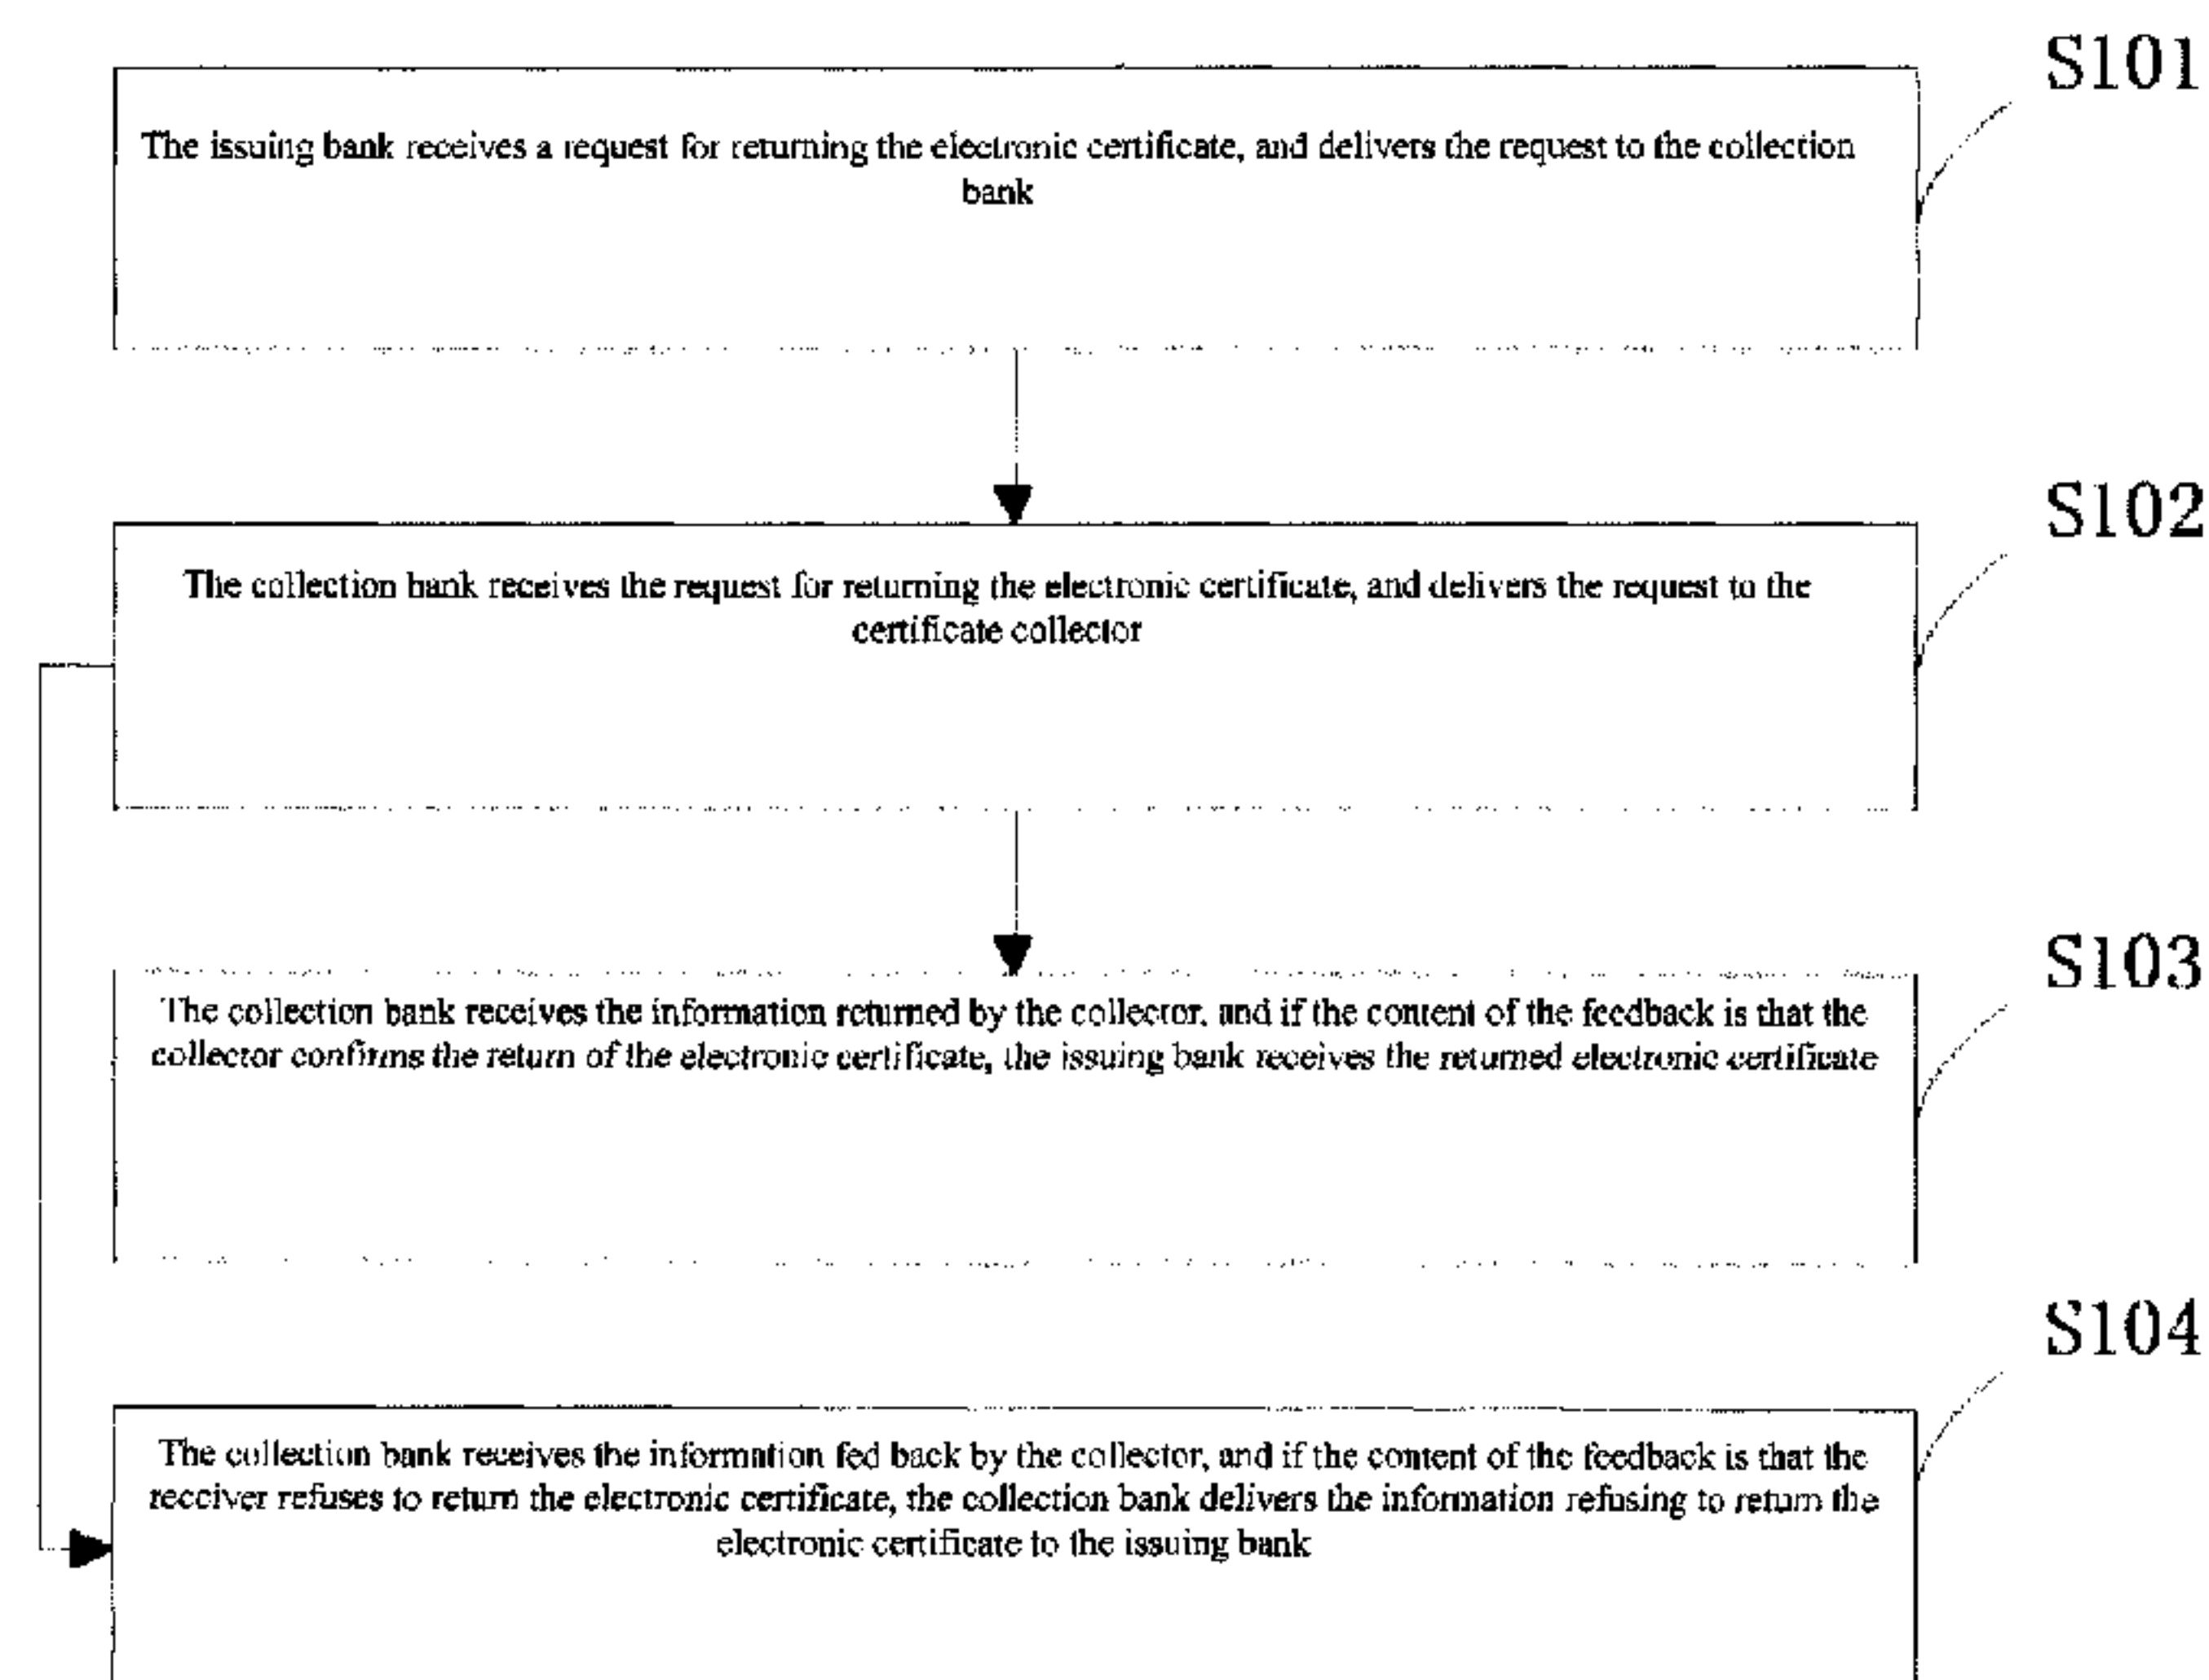 S101
The issuing bank receives a request for returning the electronic certificate, and delivers the request to the collection
bank
S102
The collection bank receives the request for returning the electronic certificate, and delivers the request to the
certificate collector
S103
The collection bank receives the information returned by the collector, and if the content of the feedback is that the
collector confirms the return of the electronic certificate, the issuing bank receives the returned electronic certificate
S104
The collection bank receives the information fed back by the collector, and if the content of the feedback is that the
receiver refuses to return the electronic certificate, the collection bank delivers the information refusing to return the
electronic certificate to the issuing bank